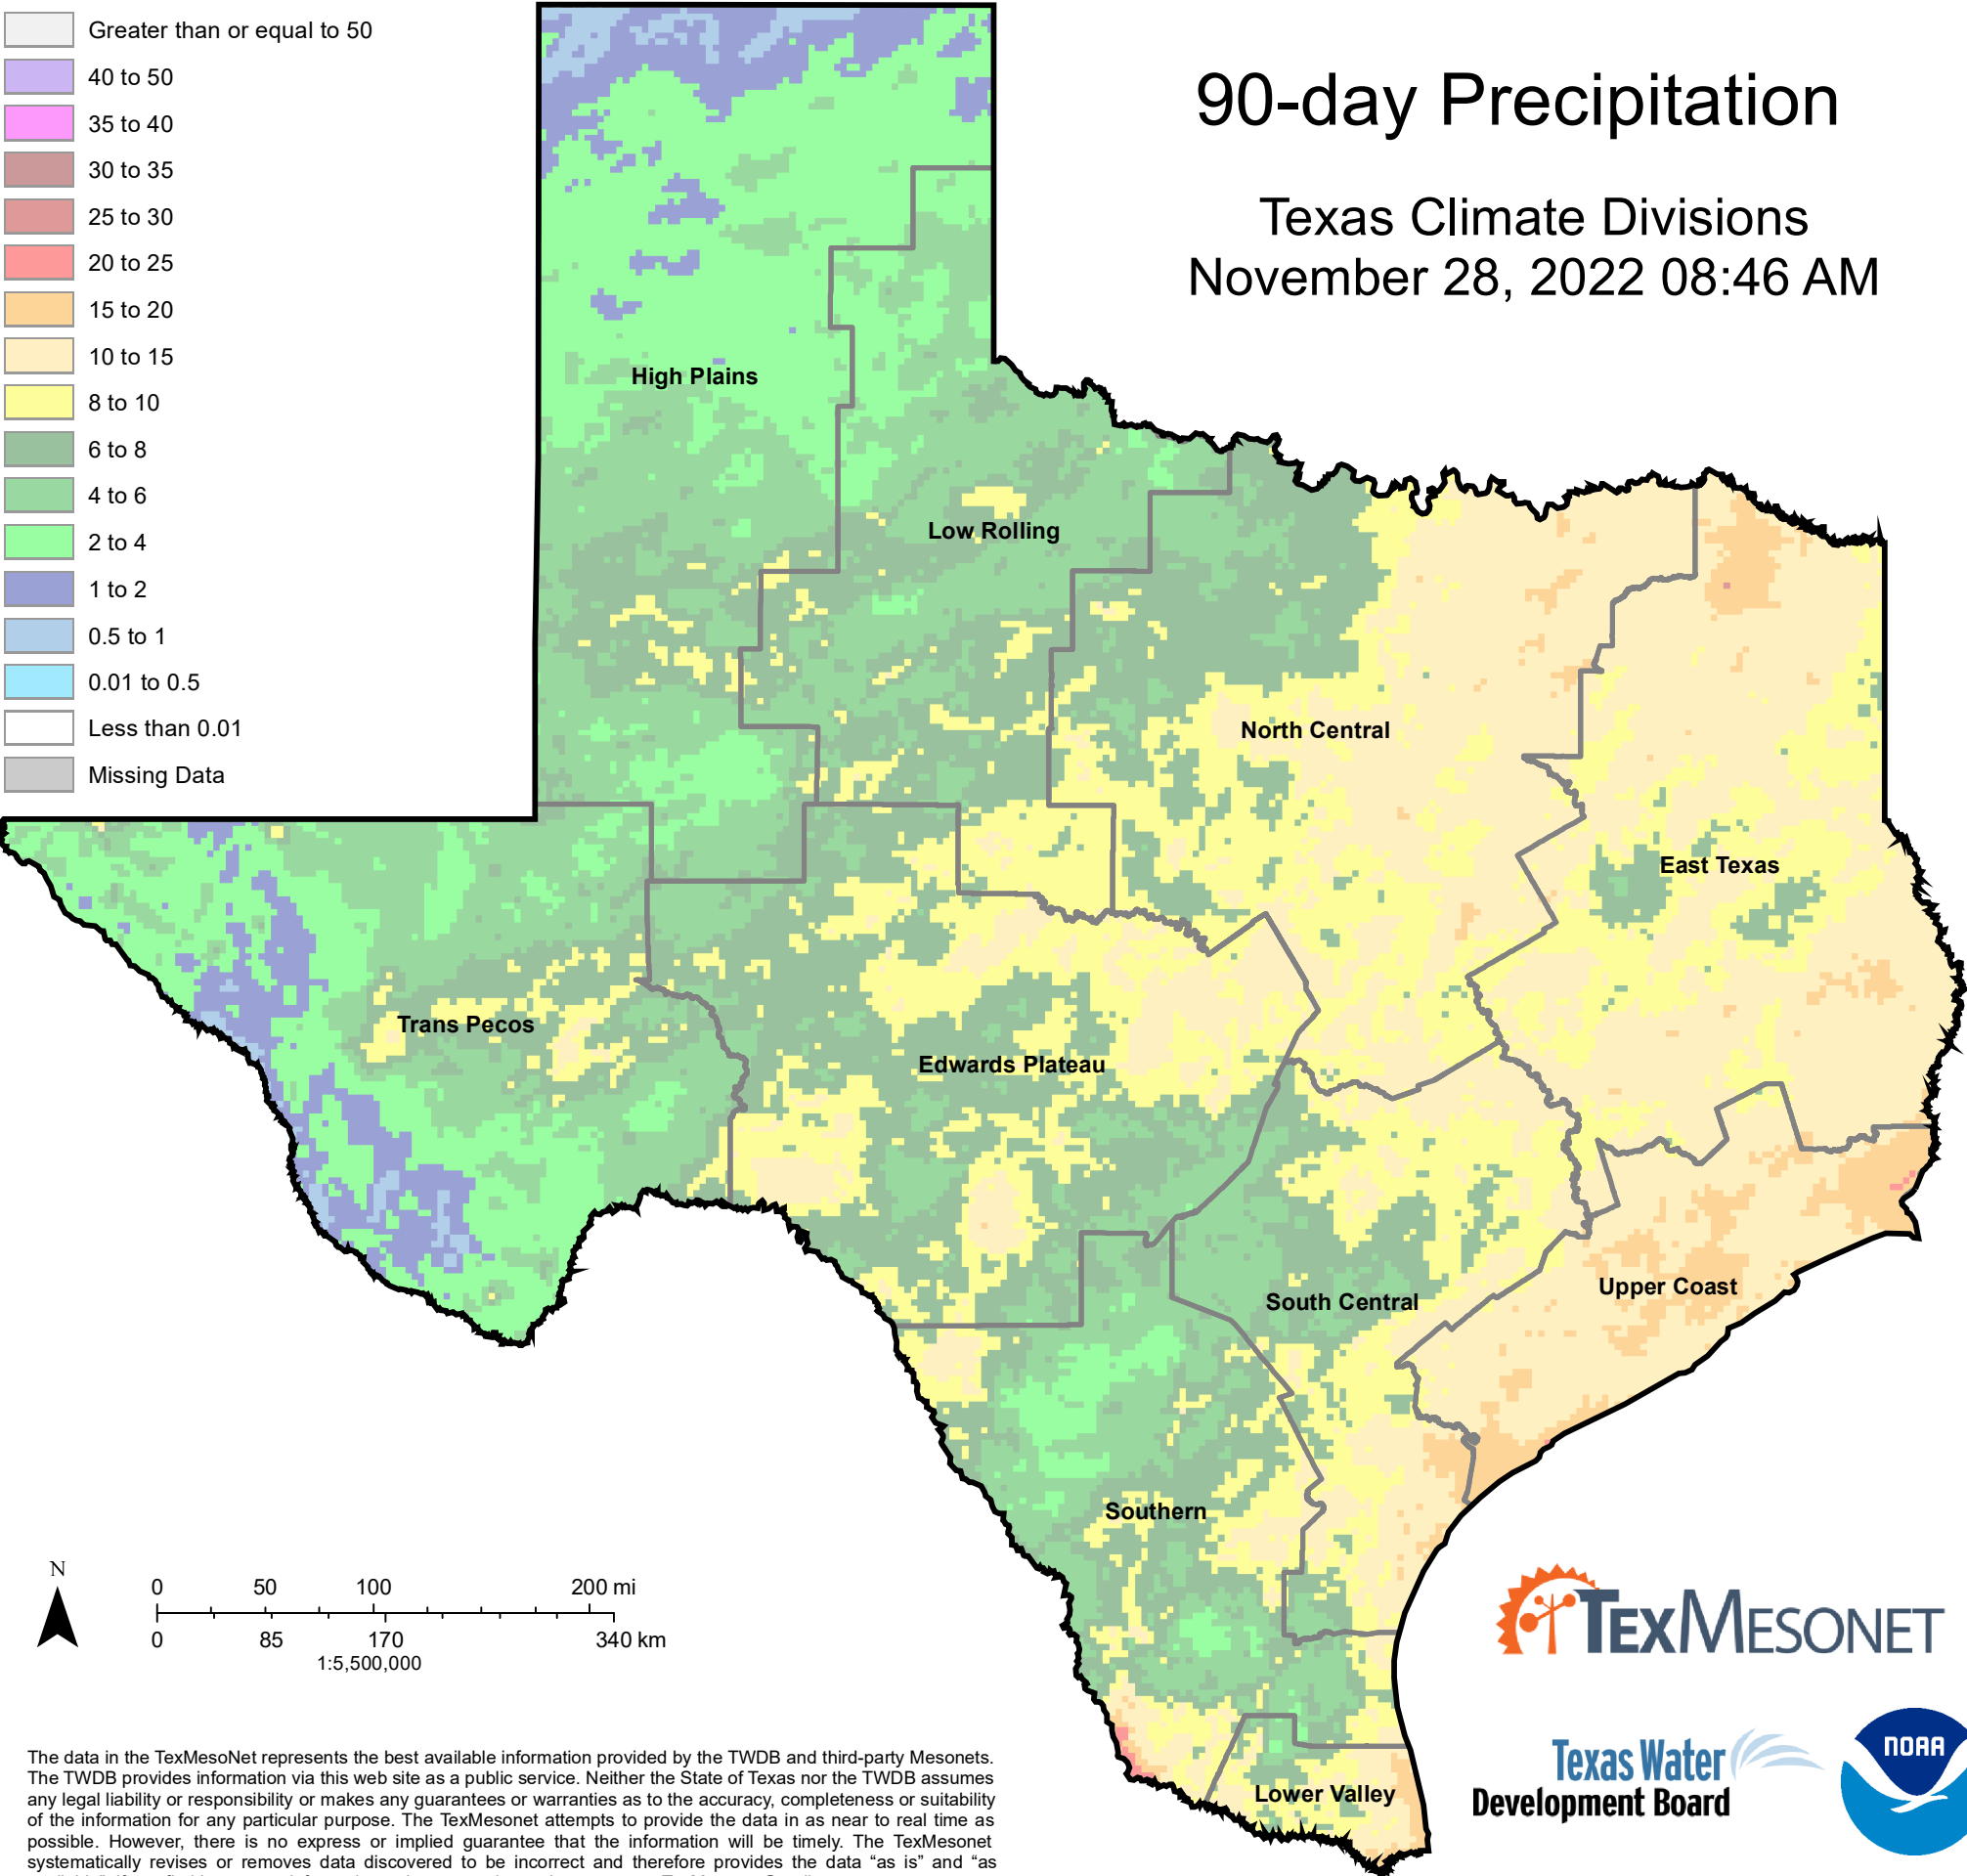 Greater than or equal to 50
40 to 50
35 to 40
30 to 35
25 to 30
20 to 25
15 to 20
10 to 15
8 to 10
6 to 8
4 to 6
2 to 4
1 to 2
0.5 to 1
0.01 to 0.5
Less than 0.01
Missing Data
90-day Precipitation
Texas Climate Divisions
November 28, 2022 08:46 AM
High Plains
Low Rolling
North Central
East Texas
Trans Pecos
Edwards Plateau
Upper Coast
South Central
Southern
Lower Valley
N
0 50 100 200 mi
0 85 170 340 km
1:5,500,000
The data in the TexMesoNet represents the best available information provided by the TWDB and third-party Mesonets.
The TWDB provides information via this web site as a public service. Neither the State of Texas nor the TWDB assumes
any legal liability or responsibility or makes any guarantees or warranties as to the accuracy, completeness or suitability
of the information for any particular purpose. The TexMesonet attempts to provide the data in as near to real time as
possible. However, there is no express or implied guarantee that the information will be timely. The TexMesonet
systematically revises or removes data discovered to be incorrect and therefore provides the data “as is” and “as
TEXMESONET
Texas Water
Development Board
NOAA